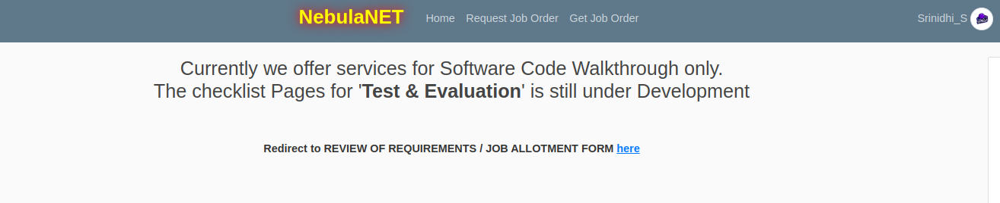 NebulaNET Home Request Job Order Get Job Order Srinidhi_S
Currently we offer services for Software Code Walkthrough only.
The checklist Pages for 'Test & Evaluation' is still under Development
Redirect to REVIEW OF REQUIREMENTS / JOB ALLOTMENT FORM here